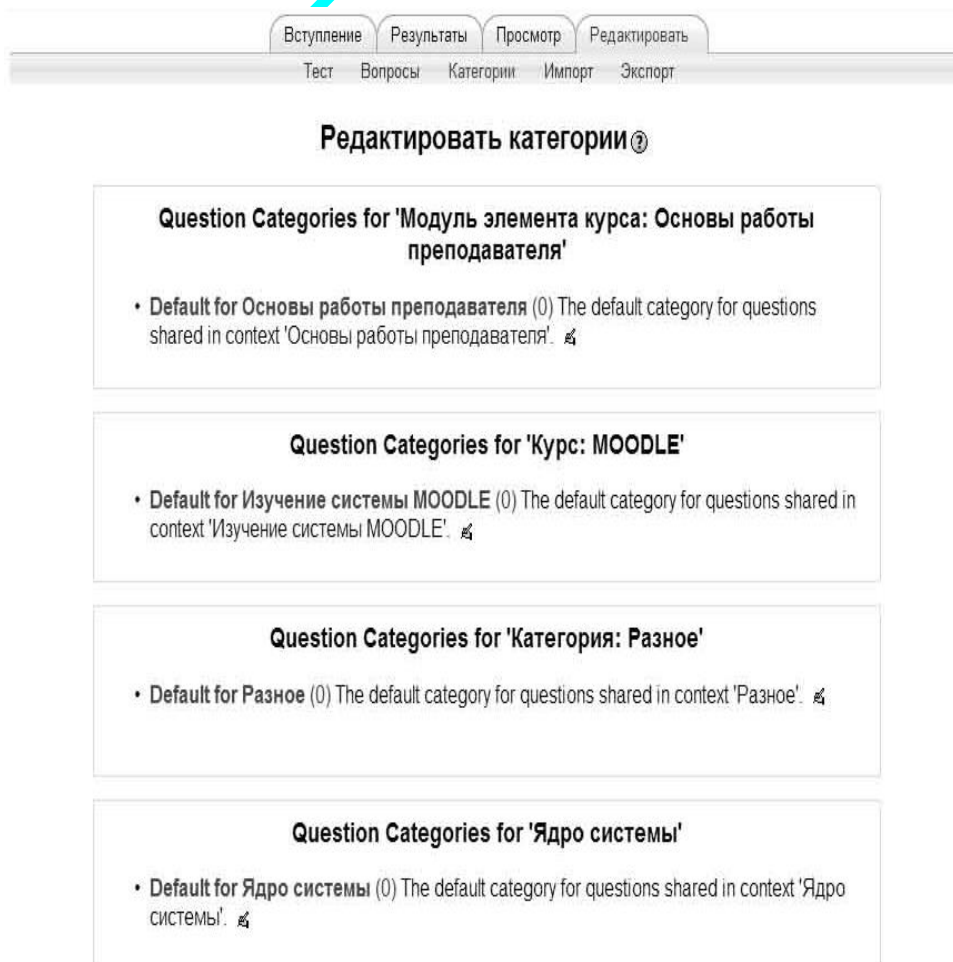 Вступление Результаты Просмотр Редактировать
Тест Вопросы Категории Импорт Экспорт
Редактировать категории
Question Categories for 'Модуль элемента курса: Основы работы
преподавателя'
• Default for Основы работы преподавателя (0) The default category for questions
shared in context 'Основы работы преподавателя'.
Question Categories for 'Курс: MOODLE'
• Default for Изучение системы MOODLE (0) The default category for questions shared in
context 'Изучение системы MOODLE'.
Question Categories for 'Категория: Разное'
• Default for Разное (0) The default category for questions shared in context 'Разное'.
Question Categories for 'Ядро системы'
• Default for Ядро системы (0) The default category for questions shared in context 'Ядро
системы'.